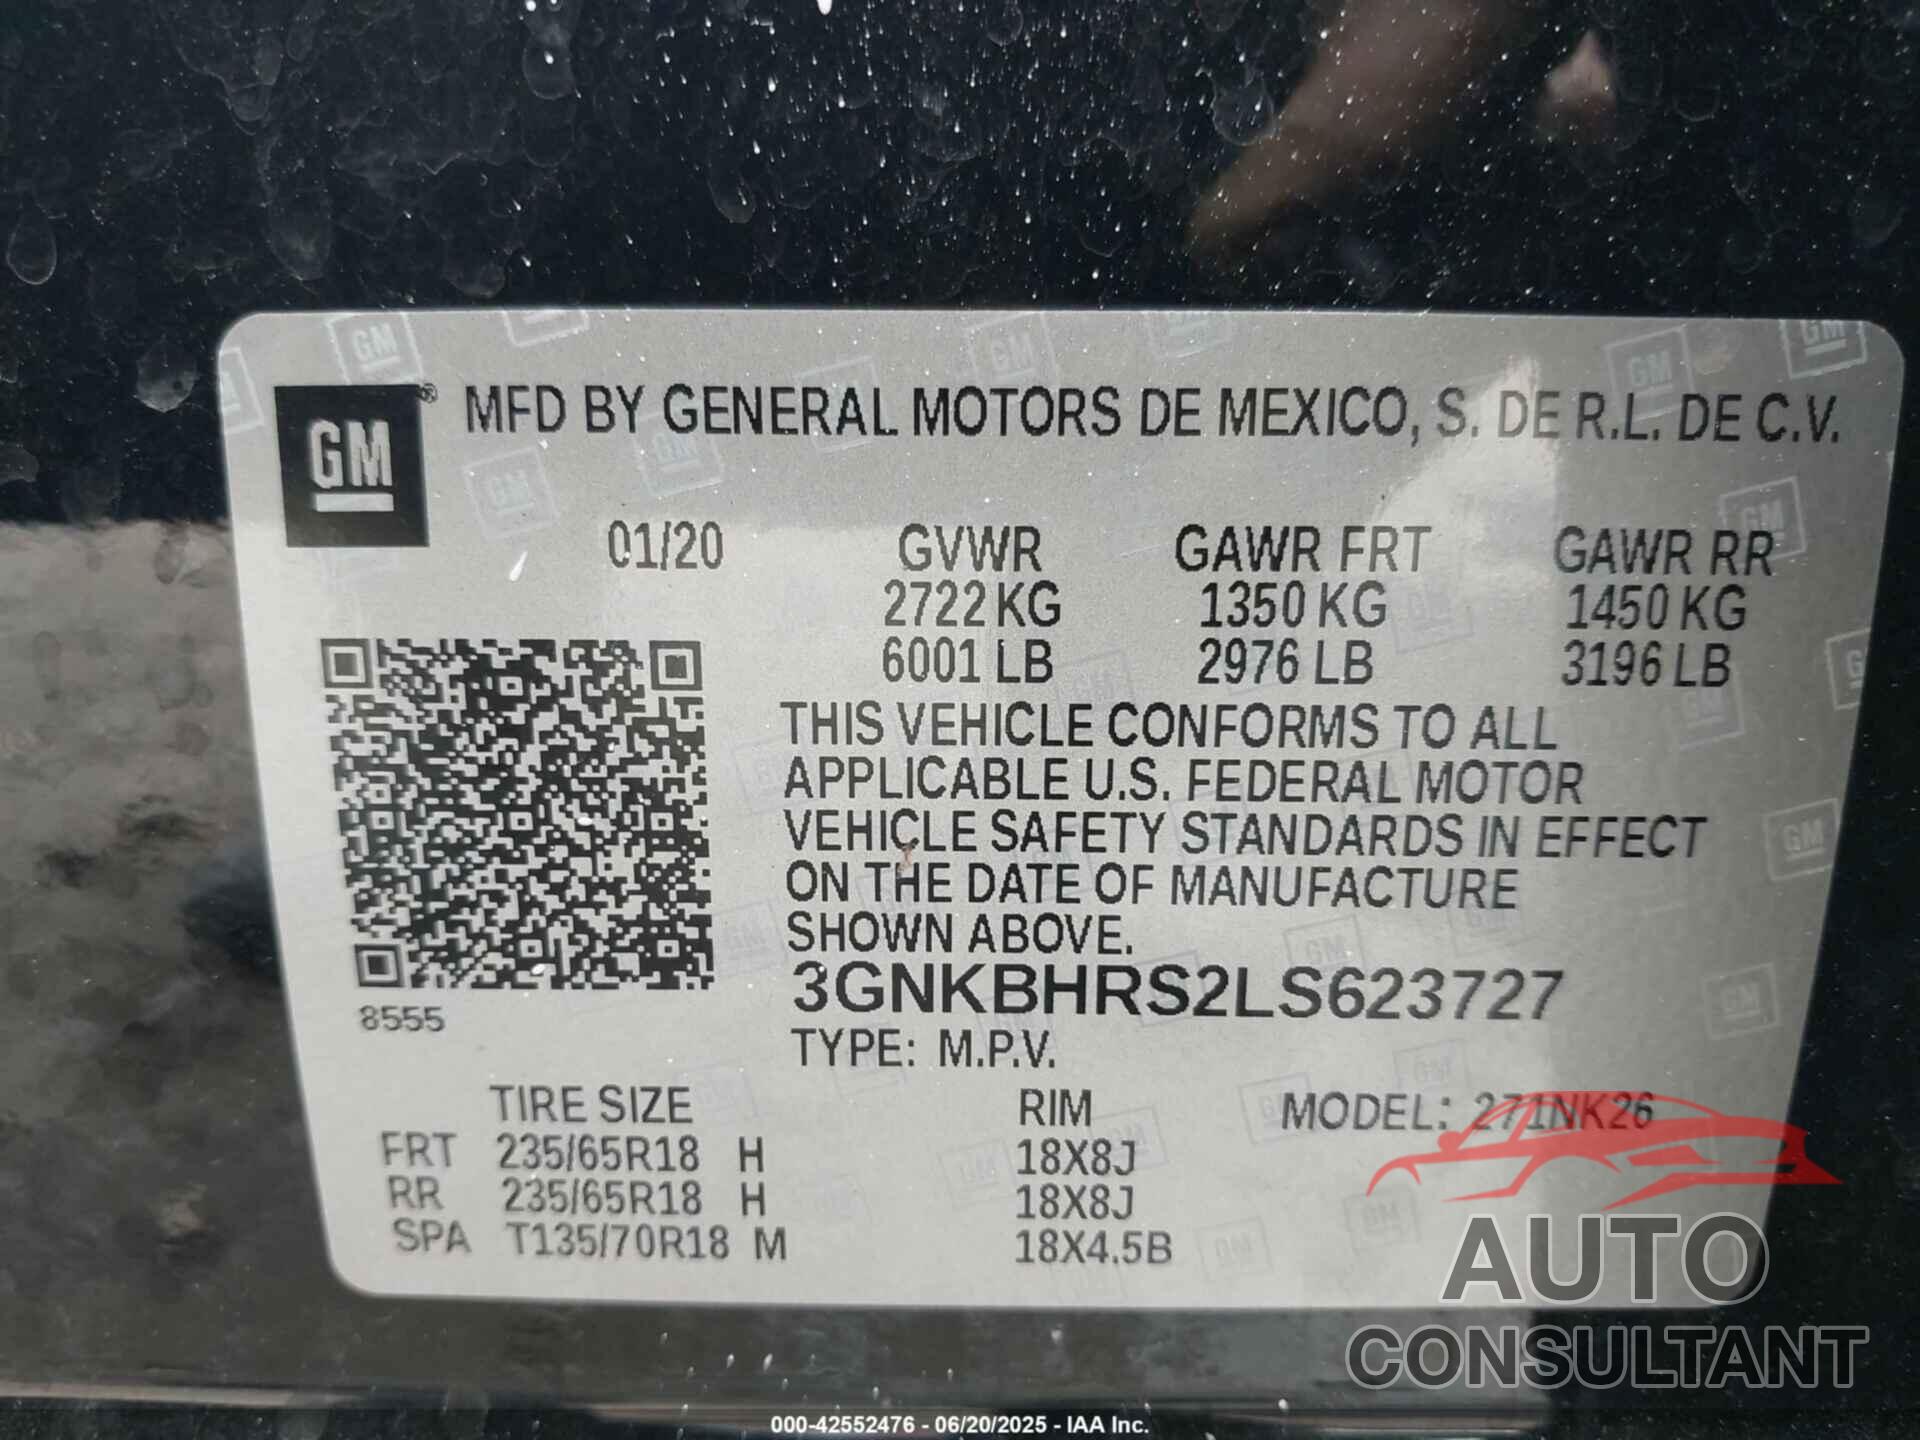 GM® MFD BY GENERAL MOTORS DE MEXICO, S. DE R.L. DE C.V.
01/20 GVWR GAWR FRT GAWR RR
2722 KG 1350 KG 1450 KG
6001 LB 2976 LB 3196 LB
THIS VEHICLE CONFORMS TO ALL
APPLICABLE U.S. FEDERAL MOTOR
VEHICLE SAFETY STANDARDS IN EFFECT
ON THE DATE OF MANUFACTURE
SHOWN ABOVE.
3GNKBHRS2LS623727
8555
TYPE: M.P.V.
TIRE SIZE RIM MODEL: 271NK26
FRT 235/65R18 H 18X8J
RR 235/65R18 H 18X8J
SPA T135/70R18 M 18X4.5B
AUTO
CONSULTANT
000-42552476 - 06/20/2025 - IAA Inc.